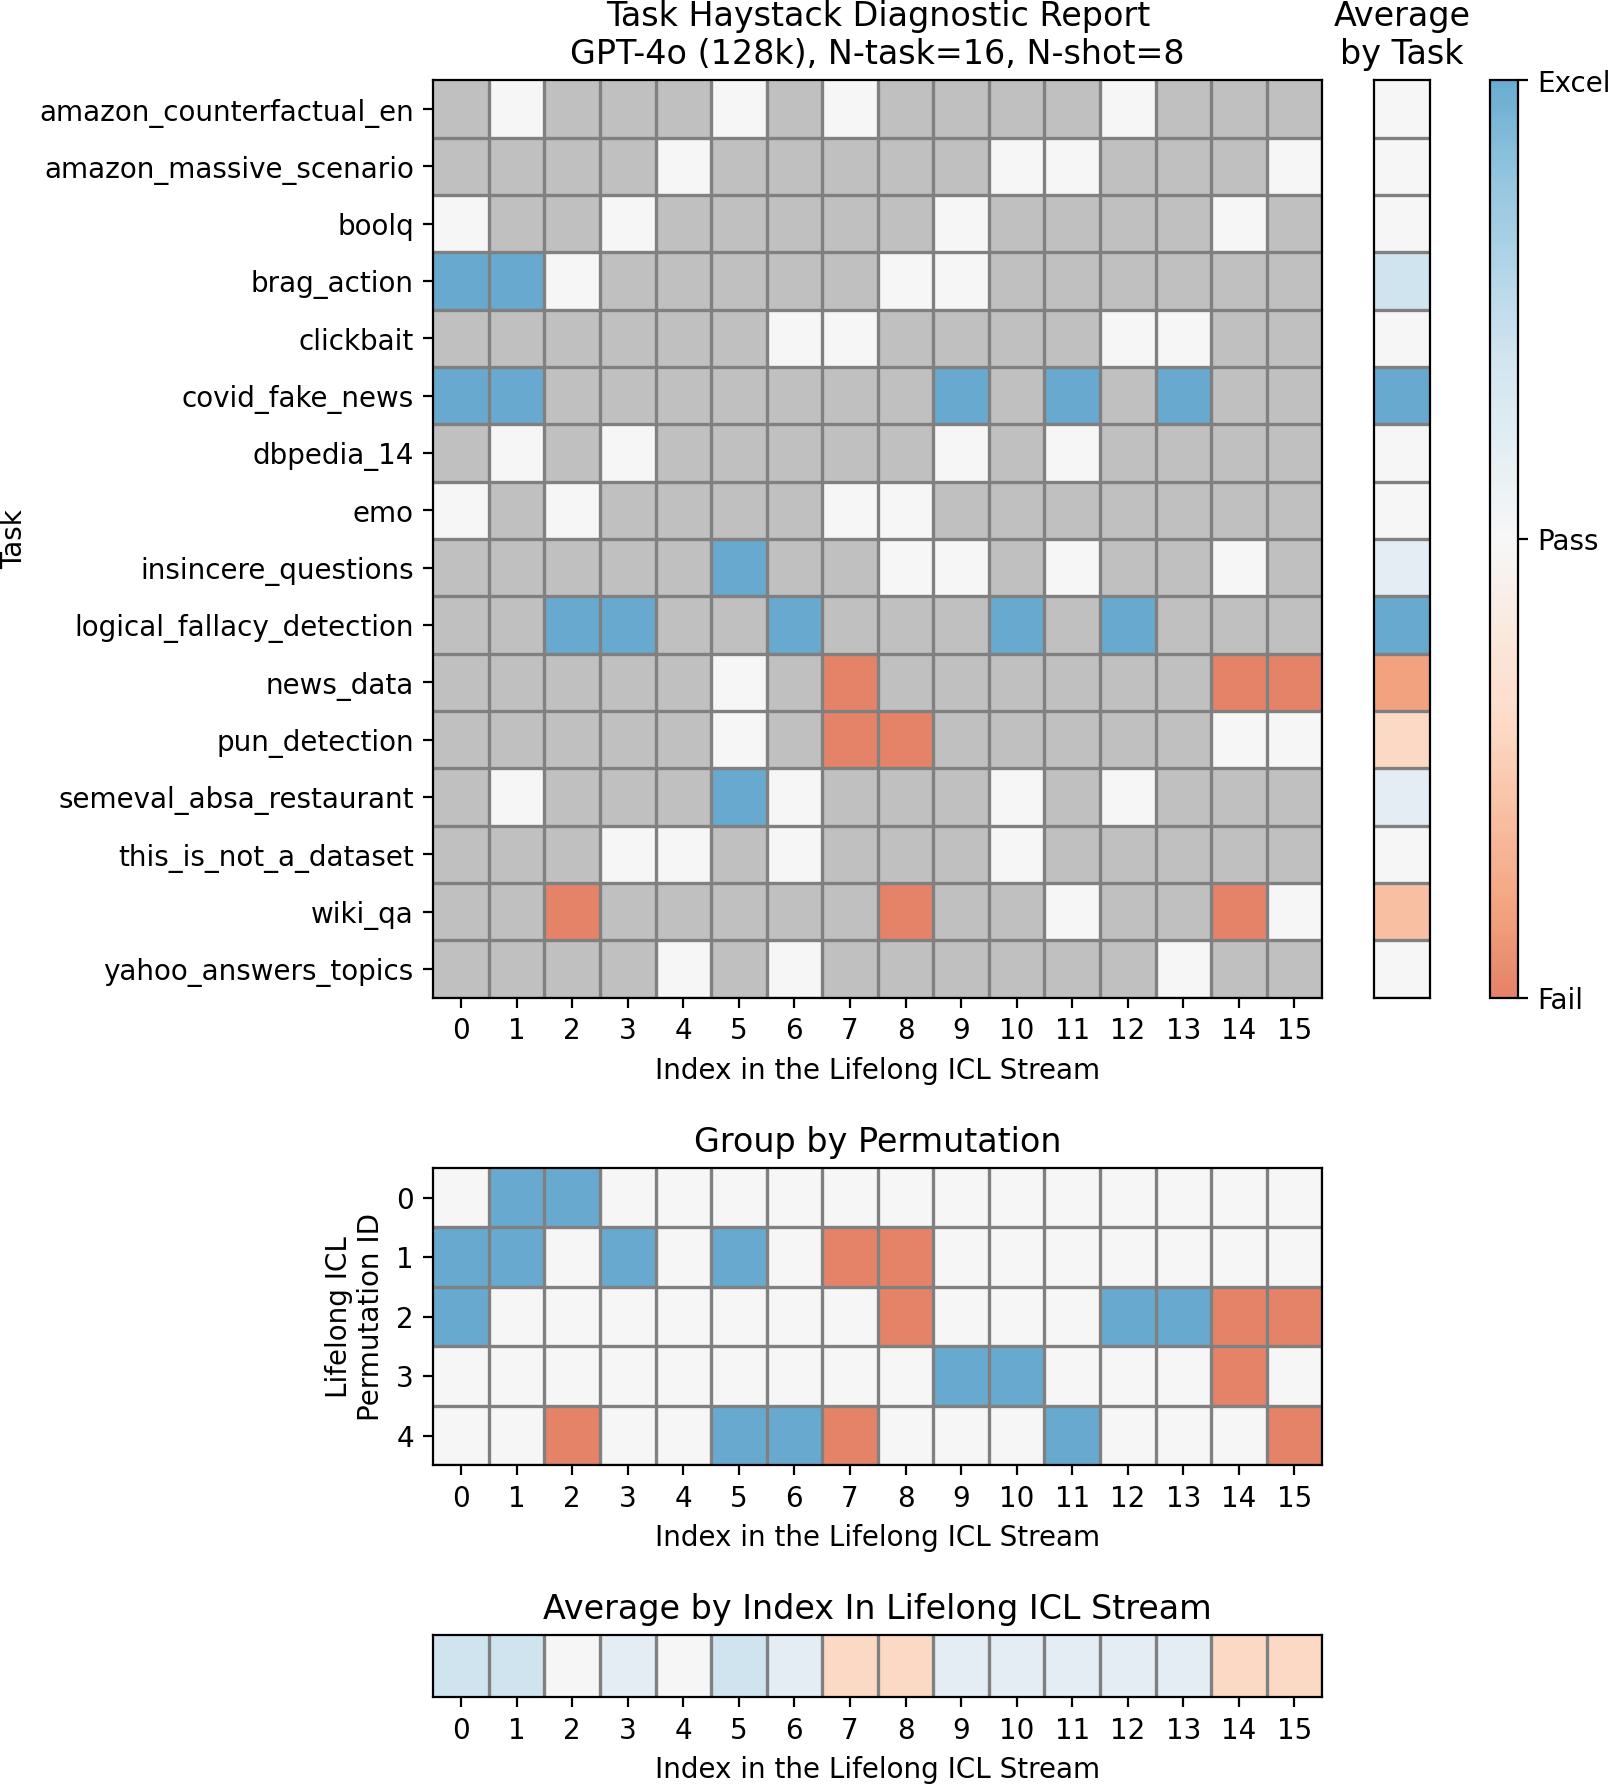 Task Haystack Diagnostic Report
GPT-4o (128k), N-task=16, N-shot=8
Average
by Task
Excel
Pass
Fail
Task
amazon_counterfactual_en
amazon_massive_scenario
boolq
brag_action
clickbait
covid_fake_news
dbpedia_14
emo
insincere_questions
logical_fallacy_detection
news_data
pun_detection
semeval_absa_restaurant
this_is_not_a_dataset
wiki_qa
yahoo_answers_topics
0 1 2 3 4 5 6 7 8 9 10 11 12 13 14 15
Index in the Lifelong ICL Stream
Group by Permutation
Lifelong ICL
Permutation ID
0
1
2
3
4
0 1 2 3 4 5 6 7 8 9 10 11 12 13 14 15
Index in the Lifelong ICL Stream
Average by Index In Lifelong ICL Stream
0 1 2 3 4 5 6 7 8 9 10 11 12 13 14 15
Index in the Lifelong ICL Stream